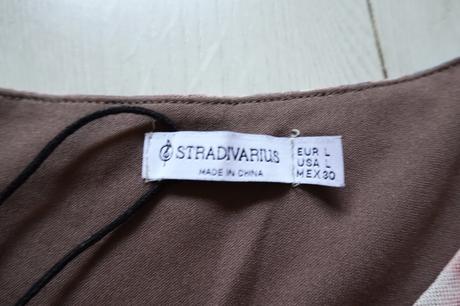 STRADIVARIUS
MADE IN CHINA
EUR L
USA L
MEX 30